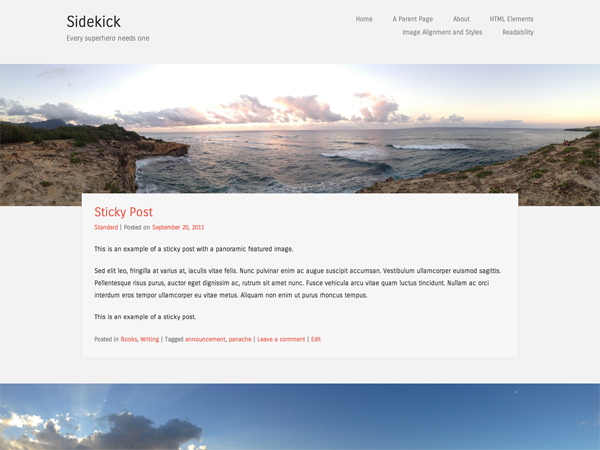 Sidekick
Every superhero needs one
Home A Parent Page About HTML Elements
Image Alignment and Styles Readability
Sticky Post
Standard | Posted on September 20, 2011
This is an example of a sticky post with a panoramic featured image.
Sed elit leo, fringilla at varius at, iaculis vitae felis. Nunc pulvinar enim ac augue suscipit accumsan. Vestibulum ullamcorper euismod sagittis.
Pellentesque risus purus, auctor eget dignissim ac, rutrum sit amet nunc. Fusce vehicula arcu vitae quam luctus tincidunt. Nullam ac orci
interdum eros tempor ullamcorper eu vitae metus. Aliquam non enim ut purus rhoncus tempus.
This is an example of a sticky post.
Posted in Books, Writing | Tagged announcement, panache | Leave a comment | Edit